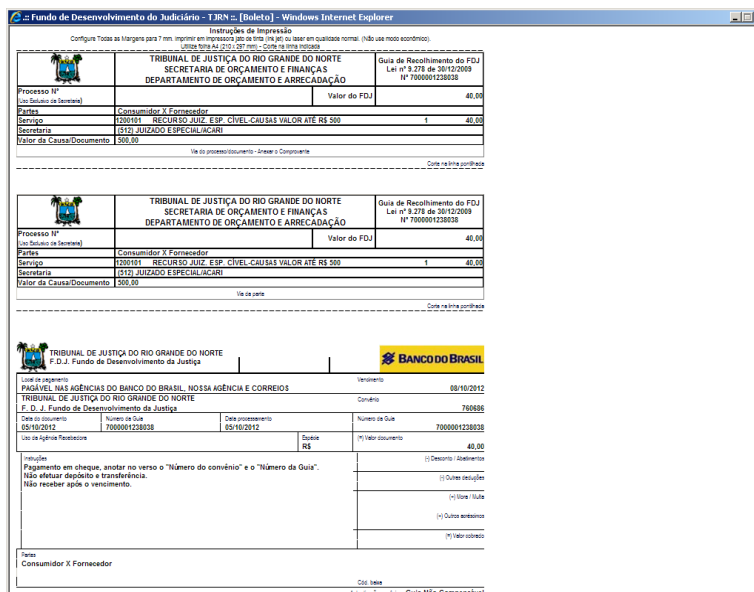 .:: Fundo de Desenvolvimento do Judiciário - TJRN ::. [Boleto] - Windows Internet Explorer
Instruções de Impressão
Configure Todas as Margens para 7 mm. Imprimir em impressora jato de tinta (ink jet) ou laser em qualidade normal. (Não use modo econômico).
Utilize folha A4 (210 x 297 mm) - Corte na linha indicada
TRIBUNAL DE JUSTIÇA DO RIO GRANDE DO NORTE
SECRETARIA DE ORÇAMENTO E FINANÇAS
DEPARTAMENTO DE ORÇAMENTO E ARRECADAÇÃO
Guia de Recolhimento do FDJ
Lei nº 9.278 de 30/12/2009
Nº 7000001238038
Processo Nº
(Uso Exclusivo da Secretaria)
Valor do FDJ 40,00
Partes Consumidor X Fornecedor
Serviço 1200101 RECURSO JUIZ. ESP. CÍVEL-CAUSAS VALOR ATÉ R$ 500 1 40,00
Secretaria (512) JUIZADO ESPECIAL/ACARI
Valor da Causa/Documento 500,00
Via do processo/documento - Anexar o Comprovante
Corte na linha pontilhada
TRIBUNAL DE JUSTIÇA DO RIO GRANDE DO NORTE
SECRETARIA DE ORÇAMENTO E FINANÇAS
DEPARTAMENTO DE ORÇAMENTO E ARRECADAÇÃO
Guia de Recolhimento do FDJ
Lei nº 9.278 de 30/12/2009
Nº 7000001238038
Processo Nº
(Uso Exclusivo da Secretaria)
Valor do FDJ 40,00
Partes Consumidor X Fornecedor
Serviço 1200101 RECURSO JUIZ. ESP. CÍVEL-CAUSAS VALOR ATÉ R$ 500 1 40,00
Secretaria (512) JUIZADO ESPECIAL/ACARI
Valor da Causa/Documento 500,00
Via da parte
Corte na linha pontilhada
TRIBUNAL DE JUSTIÇA DO RIO GRANDE DO NORTE
F.D.J. Fundo de Desenvolvimento da Justiça
BANCO DO BRASIL
Local de pagamento Vencimento
PAGÁVEL NAS AGÊNCIAS DO BANCO DO BRASIL, NOSSA AGÊNCIA E CORREIOS 08/10/2012
TRIBUNAL DE JUSTIÇA DO RIO GRANDE DO NORTE Convênio
F. D. J. Fundo de Desenvolvimento da Justiça 760686
Data do documento Número da Guia Data processamento Número da Guia
05/10/2012 7000001238038 05/10/2012 7000001238038
Uso da Agência Recebedora Espécie (=) Valor documento
R$ 40,00
Instruções (-) Desconto / Abatimentos
Pagamento em cheque, anotar no verso o "Número do convênio" e o "Número da Guia".
Não efetuar depósito e transferência. (-) Outras deduções
Não receber após o vencimento.
(+) Mora / Multa
(+) Outros acréscimos
(=) Valor cobrado
Partes
Consumidor X Fornecedor
Cód. baixa
Guia Não Compensável